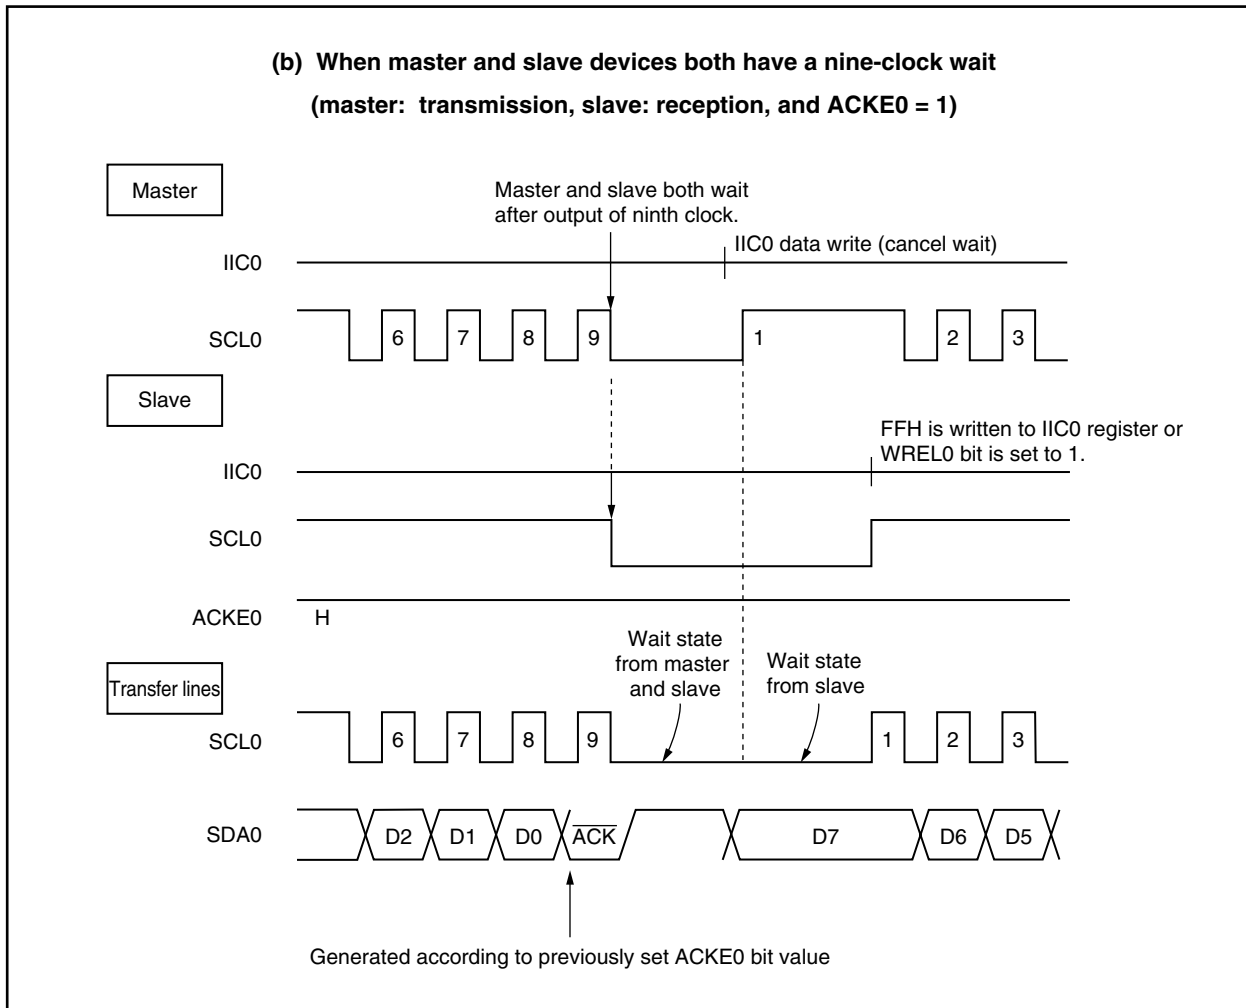 (b) When master and slave devices both have a nine-clock wait
(master: transmission, slave: reception, and ACKE0 = 1)
Master
Master and slave both wait
after output of ninth clock.
IIC0 data write (cancel wait)
IIC0
SCL0
6 7 8 9 1 2 3
Slave
FFH is written to IIC0 register or
WREL0 bit is set to 1.
IIC0
SCL0
ACKE0 H
Wait state
from master
and slave
Wait state
from slave
Transfer lines
SCL0
6 7 8 9 1 2 3
SDA0
D2 D1 D0 ACK D7 D6 D5
Generated according to previously set ACKE0 bit value